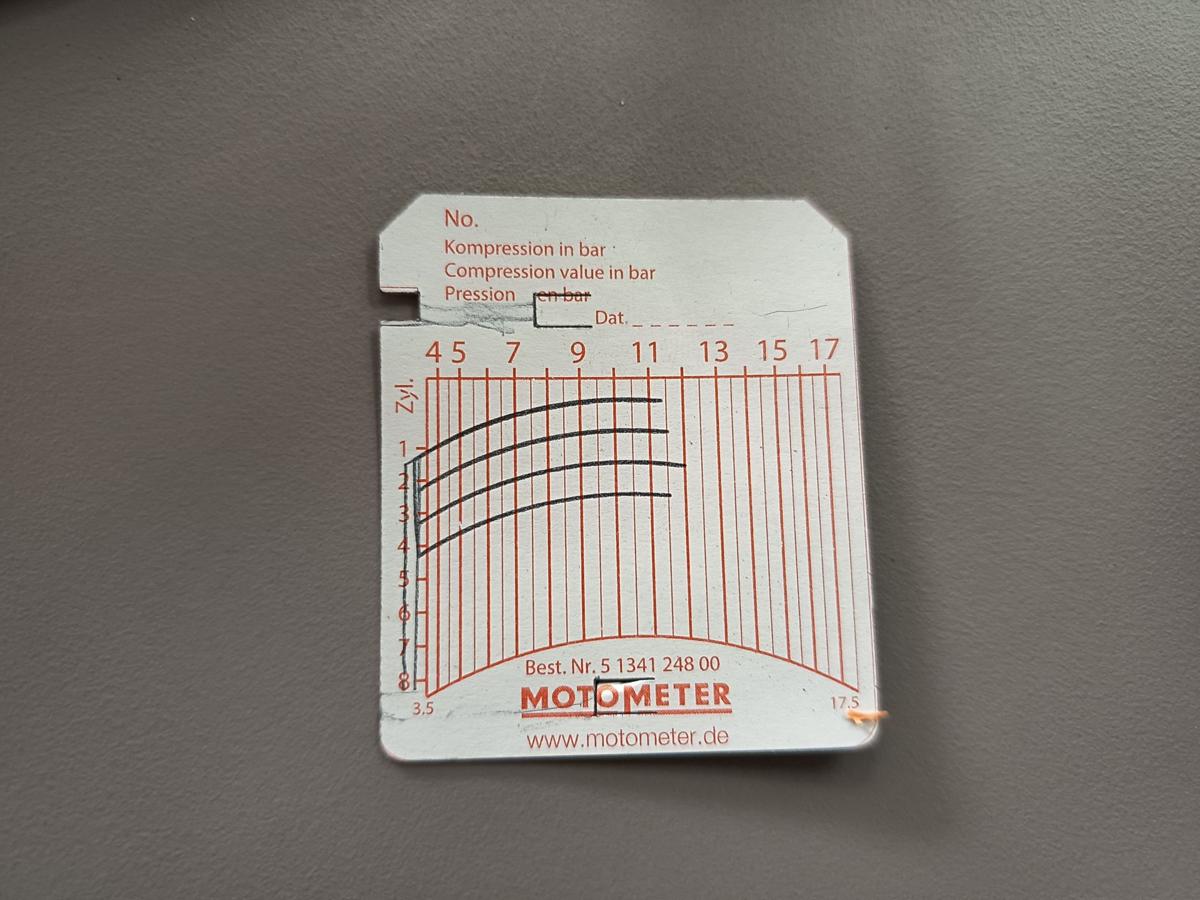 No.
Kompression in bar
Compression value in bar
Pression en bar
Dat. _ _ _ _ _ _ _
4 5 7 9 11 13 15 17
Zyl.
1
2
3
4
5
6
7
8
3.5 17.5
Best. Nr. 5 1341 248 00
MOTOMETER
www.motometer.de